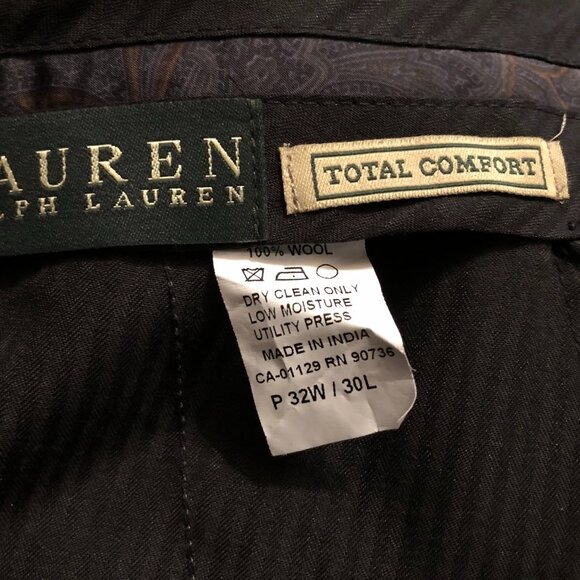 AUREN
LPH LAUREN
TOTAL COMFORT
100% WOOL
DRY CLEAN ONLY
LOW MOISTURE
UTILITY PRESS
MADE IN INDIA
CA-01129 RN 90736
P 32W / 30L